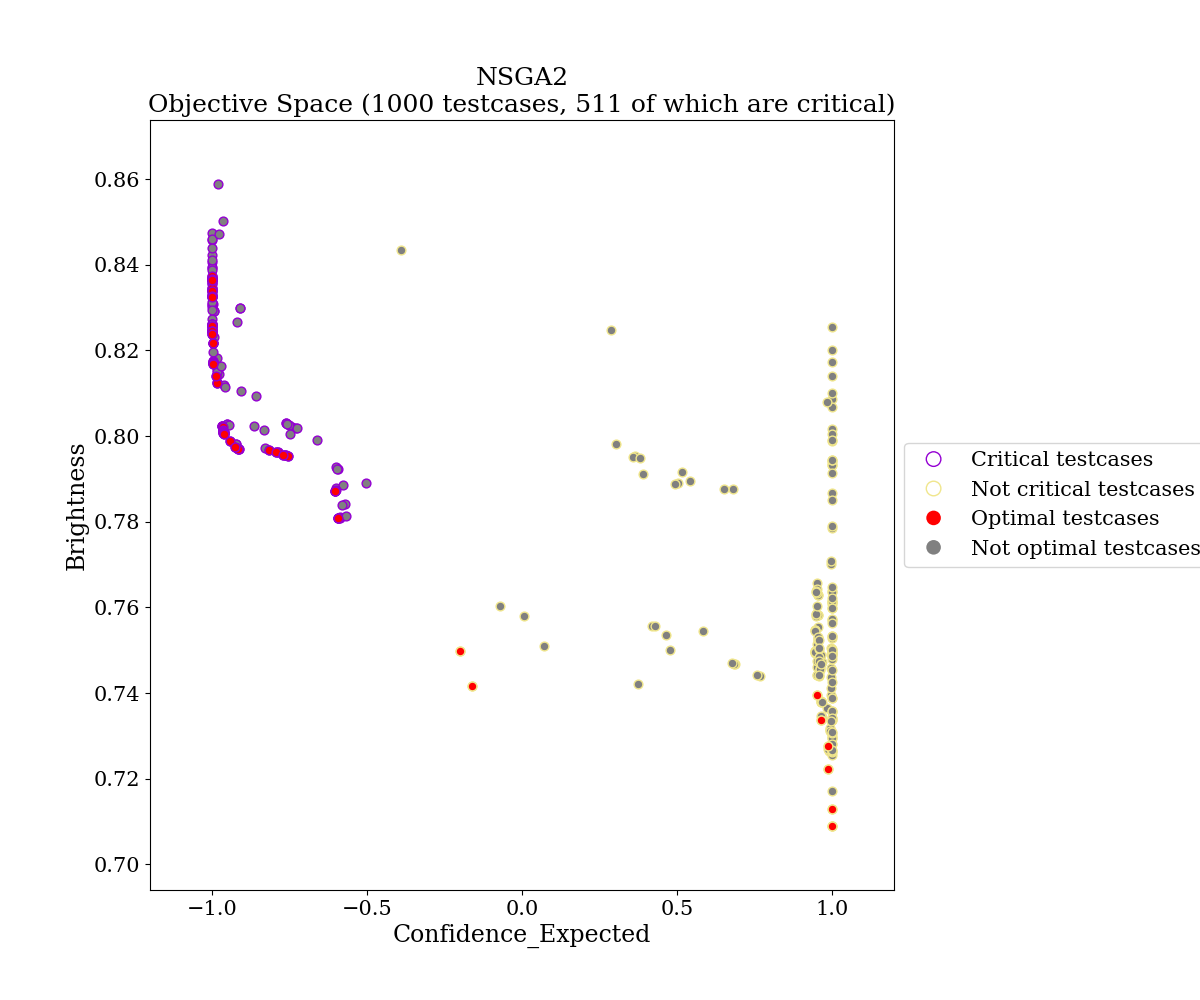 NSGA2
Objective Space (1000 testcases, 511 of which are critical)
0.86
0.84
0.82
0.80
0.78
0.76
0.74
0.72
0.70
Brightness
−1.0
−0.5
0.0
0.5
1.0
Confidence_Expected
Critical testcases
Not critical testcases
Optimal testcases
Not optimal testcases